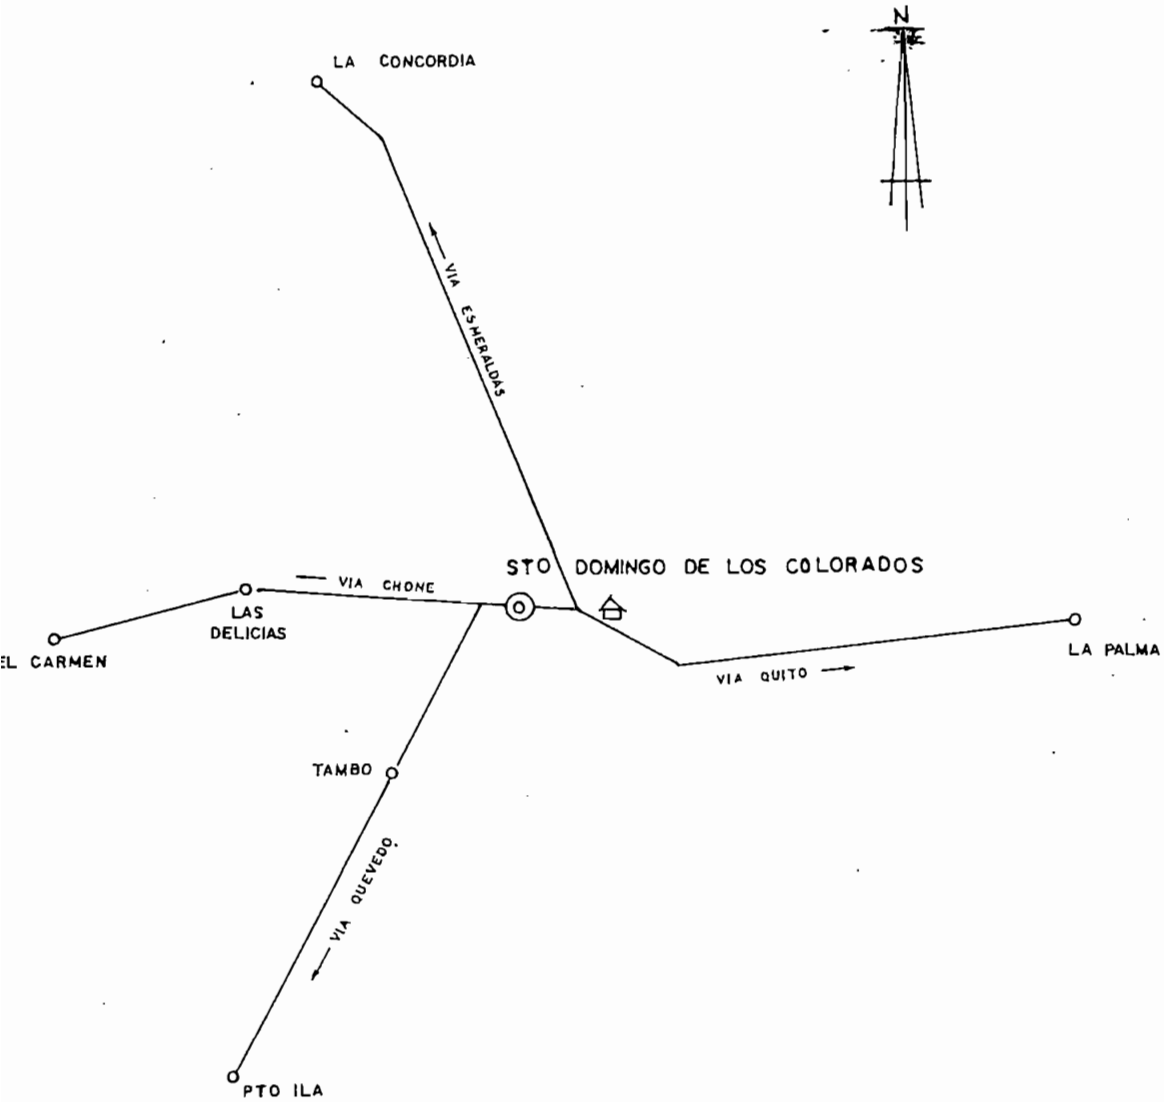 N
LA CONCORDIA
VIA ESMERALDAS
STO DOMINGO DE LOS COLORADOS
VIA CHONE
LAS
DELICIAS
EL CARMEN
LA PALMA
VIA QUITO
TAMBO
VIA QUEVEDO.
PTO ILA